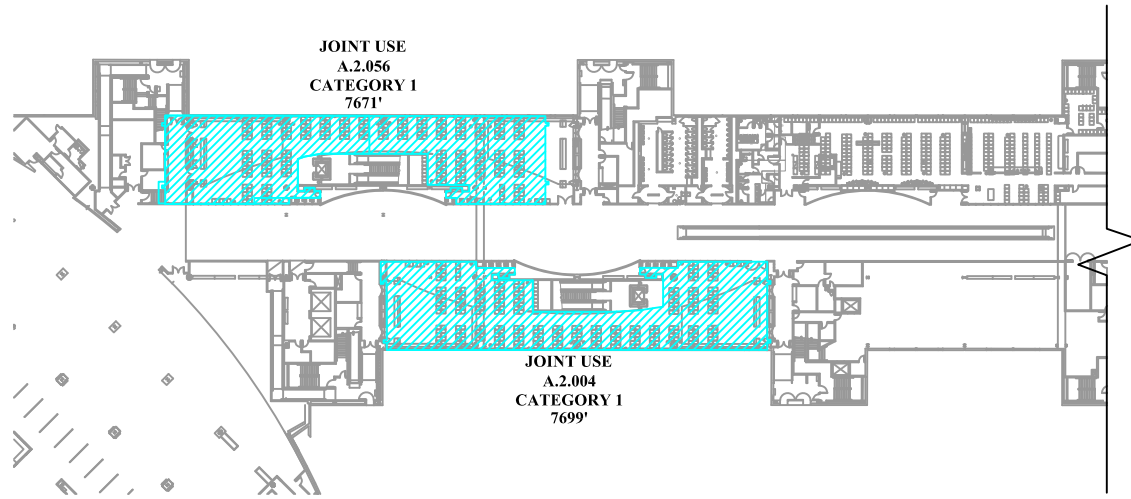 JOINT USE
A.2.056
CATEGORY 1
7671'
JOINT USE
A.2.004
CATEGORY 1
7699'